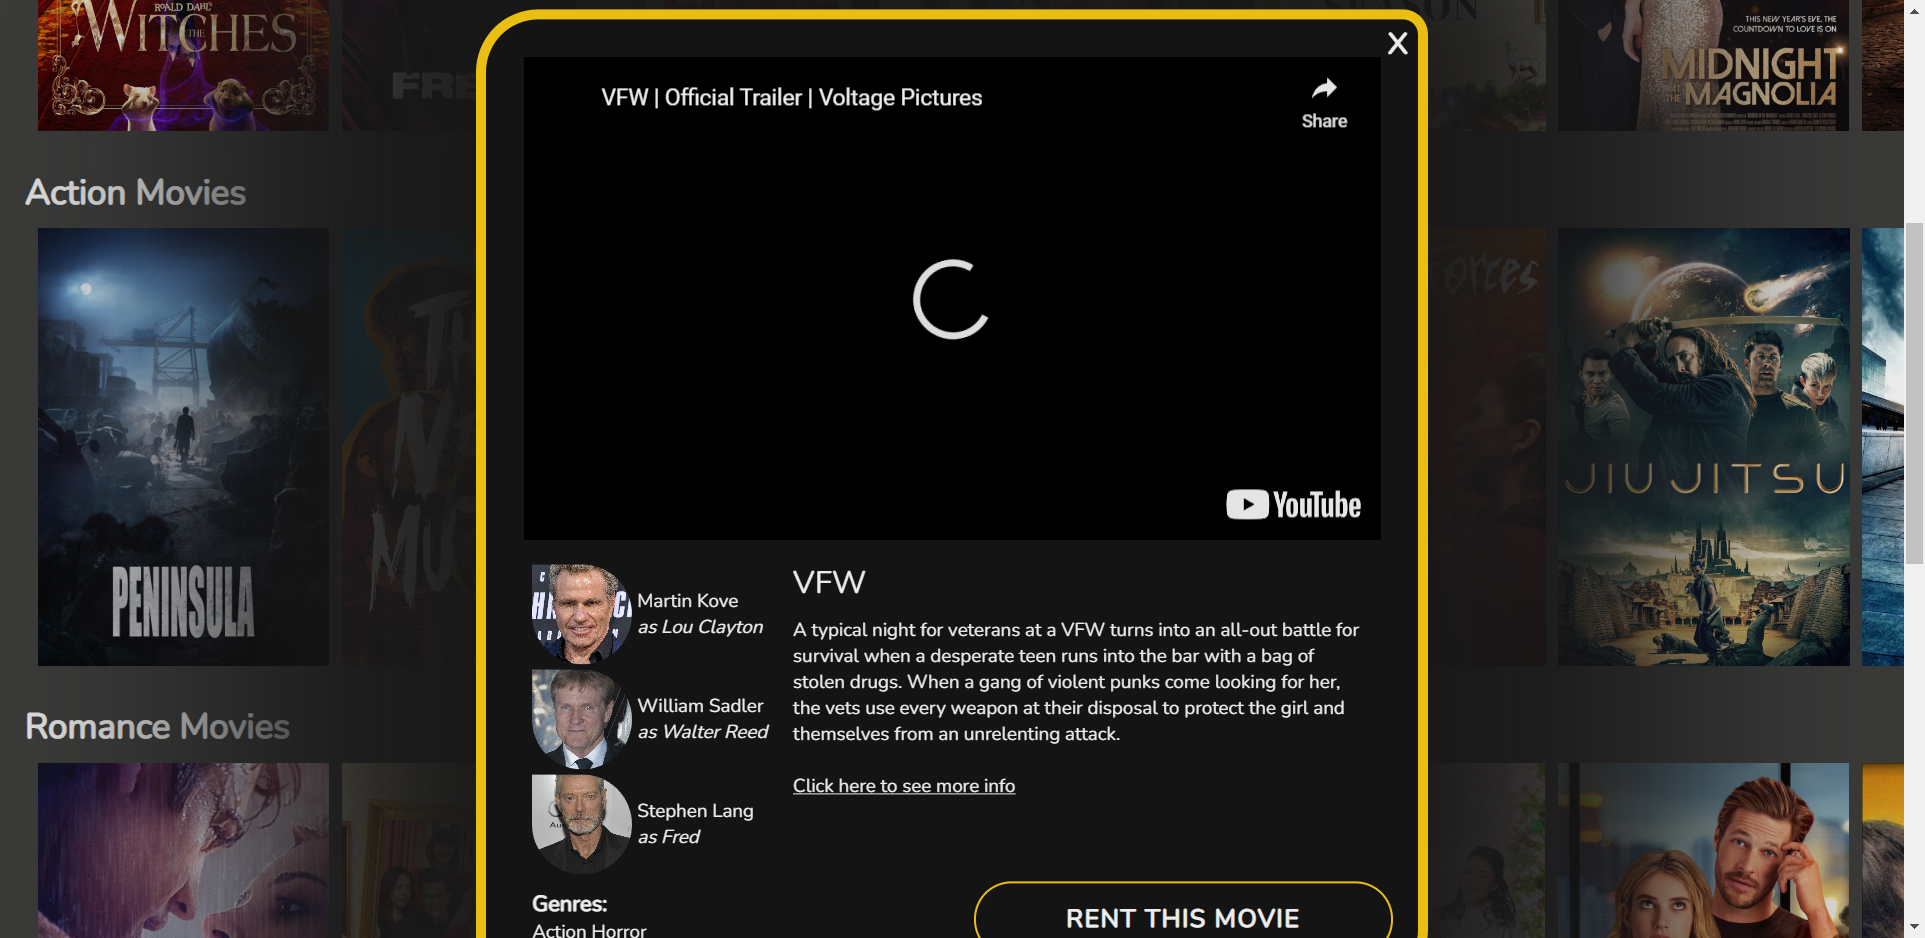 ROALD DAHL'S
WITCHES
THE
FRE
SEASON
THIS NEW YEAR'S EVE, THE
COUNTDOWN TO LOVE IS ON
MIDNIGHT
AT THE
MAGNOLIA
X
VFW | Official Trailer | Voltage Pictures
Share
YouTube
Action Movies
PENINSULA
JIU JITSU
Martin Kove
as Lou Clayton
William Sadler
as Walter Reed
Stephen Lang
as Fred
VFW
A typical night for veterans at a VFW turns into an all-out battle for
survival when a desperate teen runs into the bar with a bag of
stolen drugs. When a gang of violent punks come looking for her,
the vets use every weapon at their disposal to protect the girl and
themselves from an unrelenting attack.
Click here to see more info
Romance Movies
Genres:
Action Horror
RENT THIS MOVIE